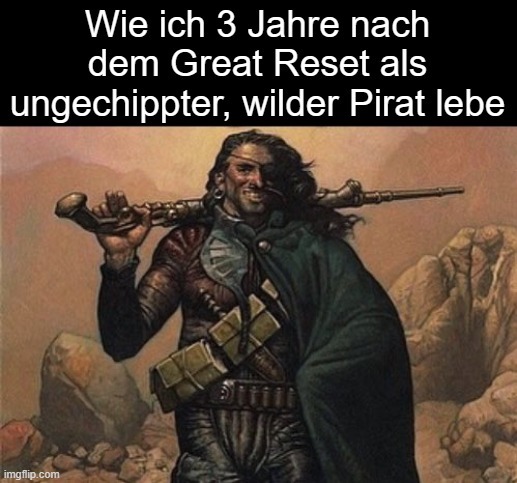 Wie ich 3 Jahre nach
dem Great Reset als
ungechippter, wilder Pirat lebe
imgflip.com